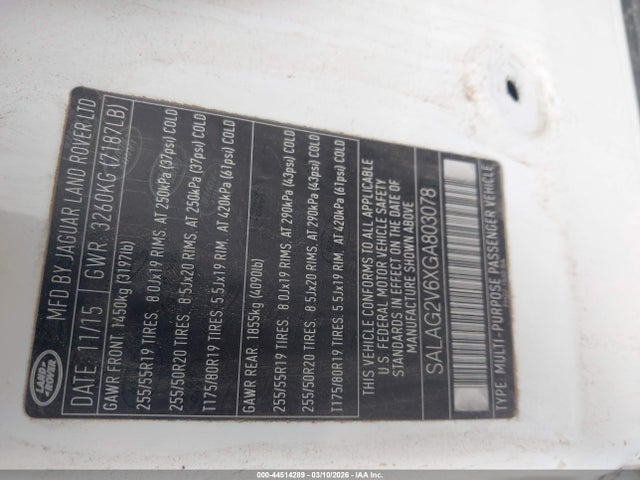 LAND ROVER
MFD BY JAGUAR LAND ROVER LTD
DATE: 11/15 GWR. 3260KG (7187LB)
GAWR FRONT: 1450kg (3197lb)
255/55R19 TIRES. 8.0Jx19 RIMS. AT 250kPa (37psi) COLD
255/50R20 TIRES. 8.5Jx20 RIMS. AT 250kPa (37psi) COLD
T175/80R19 TIRES. 5.5Jx19 RIM. AT 420kPa (61psi) COLD
GAWR REAR: 1855kg (4090lb)
255/55R19 TIRES. 8.0Jx19 RIMS. AT 290kPa (43psi) COLD
255/50R20 TIRES. 8.5Jx20 RIMS. AT 290kPa (43psi) COLD
T175/80R19 TIRES. 5.5Jx19 RIM. AT 420kPa (61psi) COLD
THIS VEHICLE CONFORMS TO ALL APPLICABLE
U.S. FEDERAL MOTOR VEHICLE SAFETY
STANDARDS IN EFFECT ON THE DATE OF
MANUFACTURE SHOWN ABOVE
SALAG2V6XGA803078
TYPE: MULTI-PURPOSE PASSENGER VEHICLE
000-44514289 - 03/10/2026 - IAA Inc.